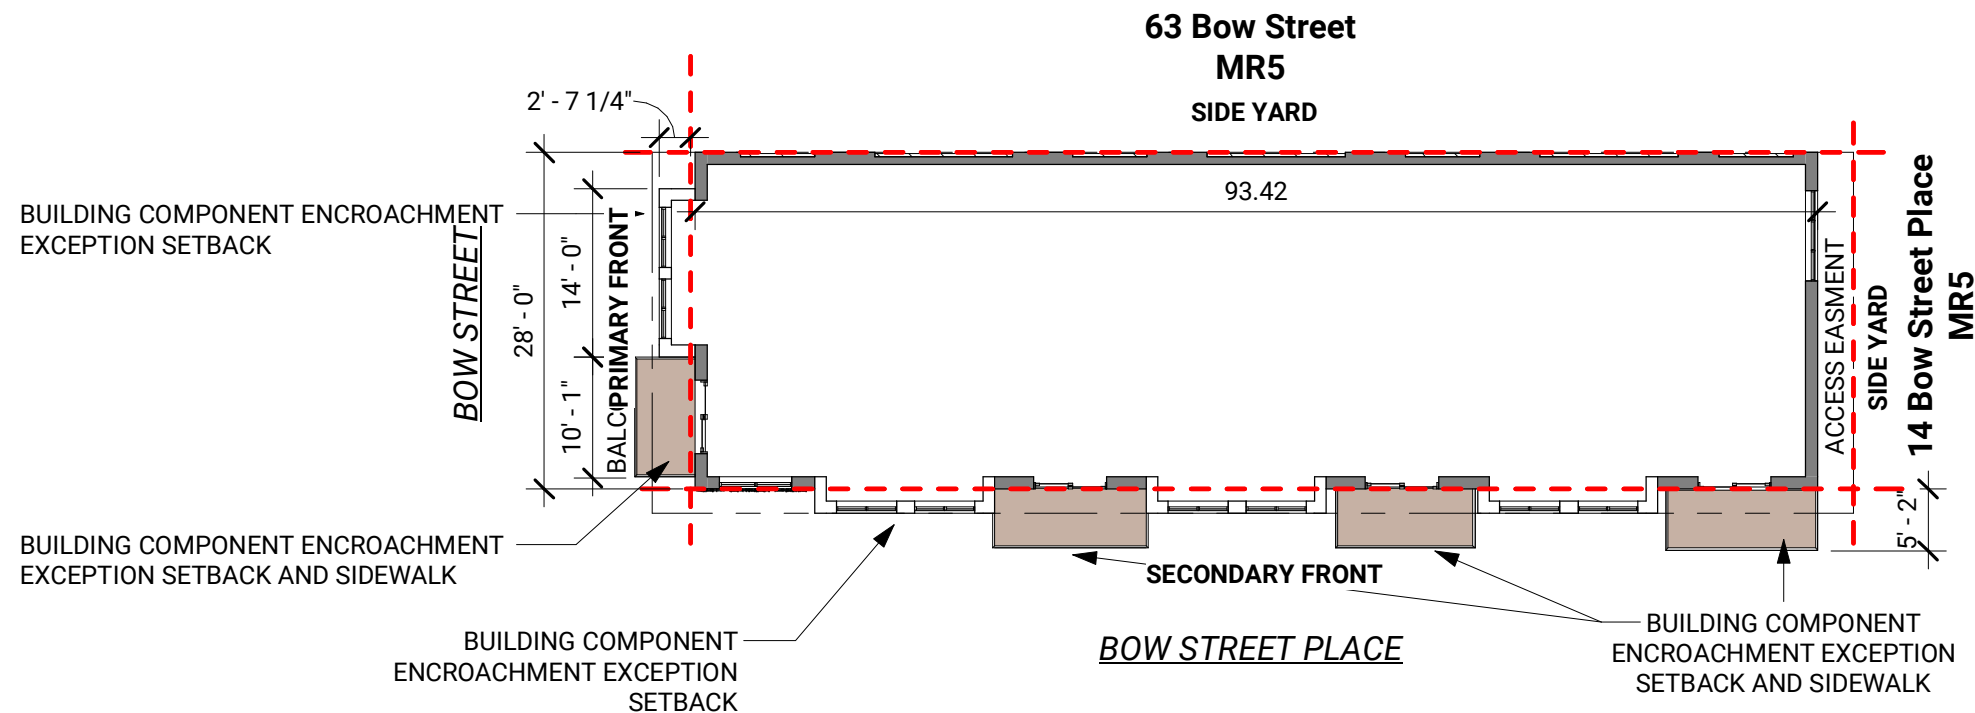 63 Bow Street
MR5
SIDE YARD
2' - 7 1/4"
93.42
BUILDING COMPONENT ENCROACHMENT
EXCEPTION SETBACK
BOW STREET
28' - 0"
14' - 0"
10' - 1"
PRIMARY FRONT
ACCESS EASMENT
SIDE YARD
14 Bow Street Place
MR5
5' - 2"
BUILDING COMPONENT ENCROACHMENT
EXCEPTION SETBACK AND SIDEWALK
SECONDARY FRONT
BUILDING COMPONENT
ENCROACHMENT EXCEPTION
SETBACK
BOW STREET PLACE
BUILDING COMPONENT
ENCROACHMENT EXCEPTION
SETBACK AND SIDEWALK